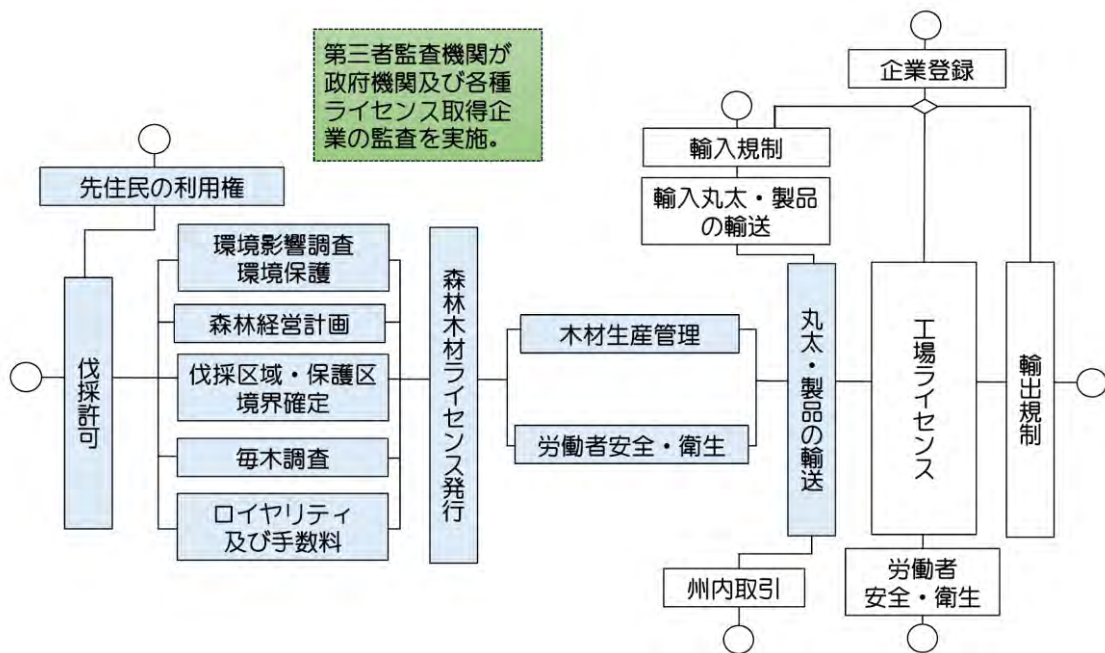 第三者監査機関が
政府機関及び各種
ライセンス取得企
業の監査を実施。
企業登録
輸入規制
輸入丸太・製品
の輸送
先住民の利用権
伐採許可
環境影響調査
環境保護
森林経営計画
伐採区域・保護区
境界確定
毎木調査
ロイヤリティ
及び手数料
森林木材ライセンス発行
木材生産管理
労働者安全・衛生
丸太・製品の輸送
工場ライセンス
輸出規制
州内取引
労働者
安全・衛生